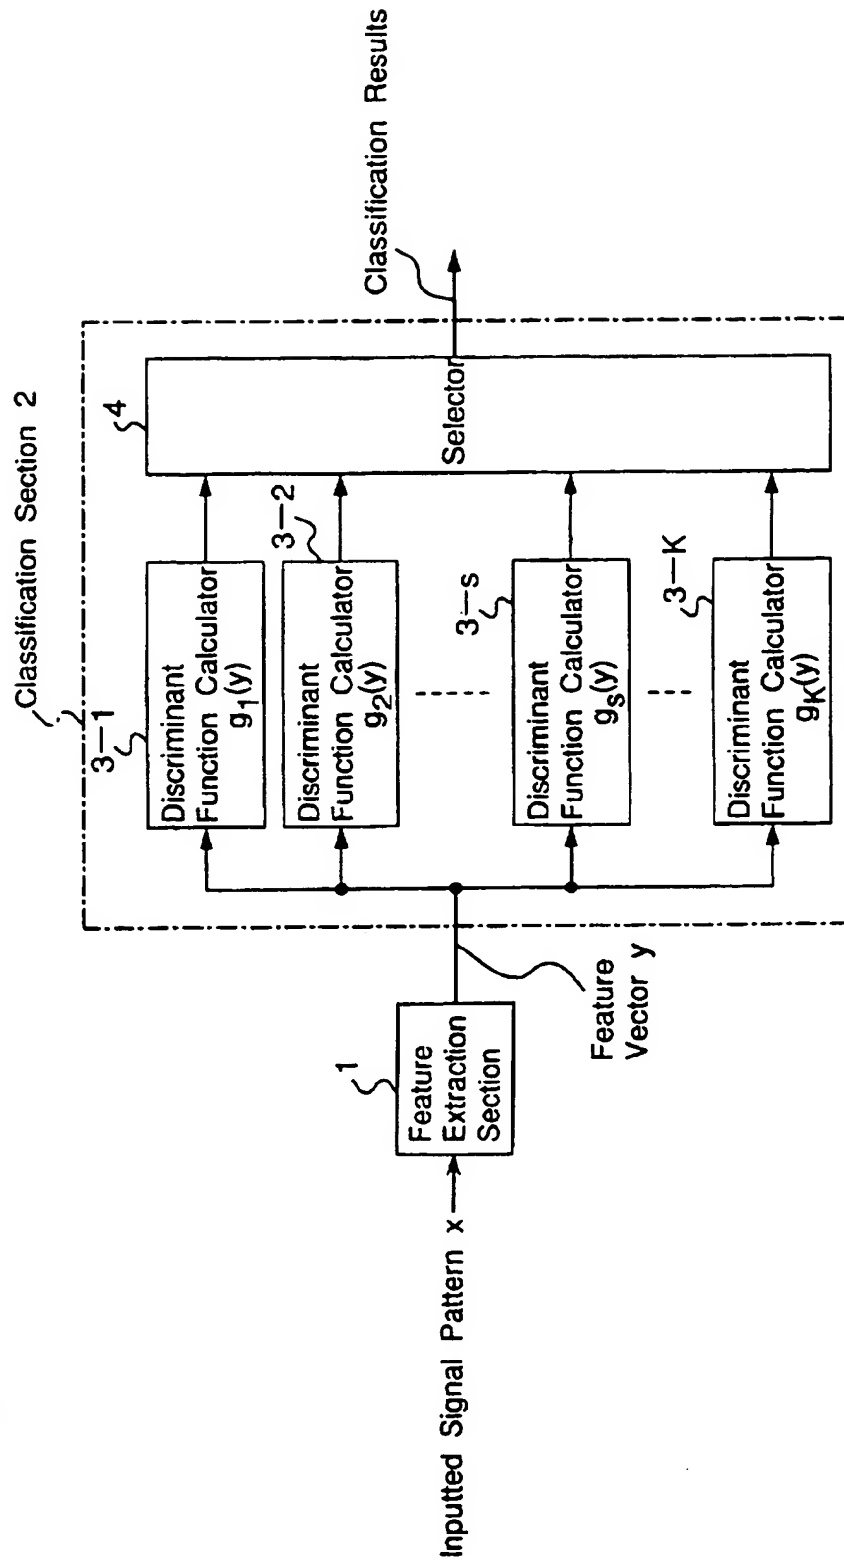 Inputted Signal Pattern x
1
Feature
Extraction
Section
Feature
Vector y
Classification Section 2
3-1
Discriminant
Function Calculator
g1(y)
3-2
Discriminant
Function Calculator
g2(y)
3-s
Discriminant
Function Calculator
gs(y)
3-K
Discriminant
Function Calculator
gK(y)
4
Selector
Classification Results